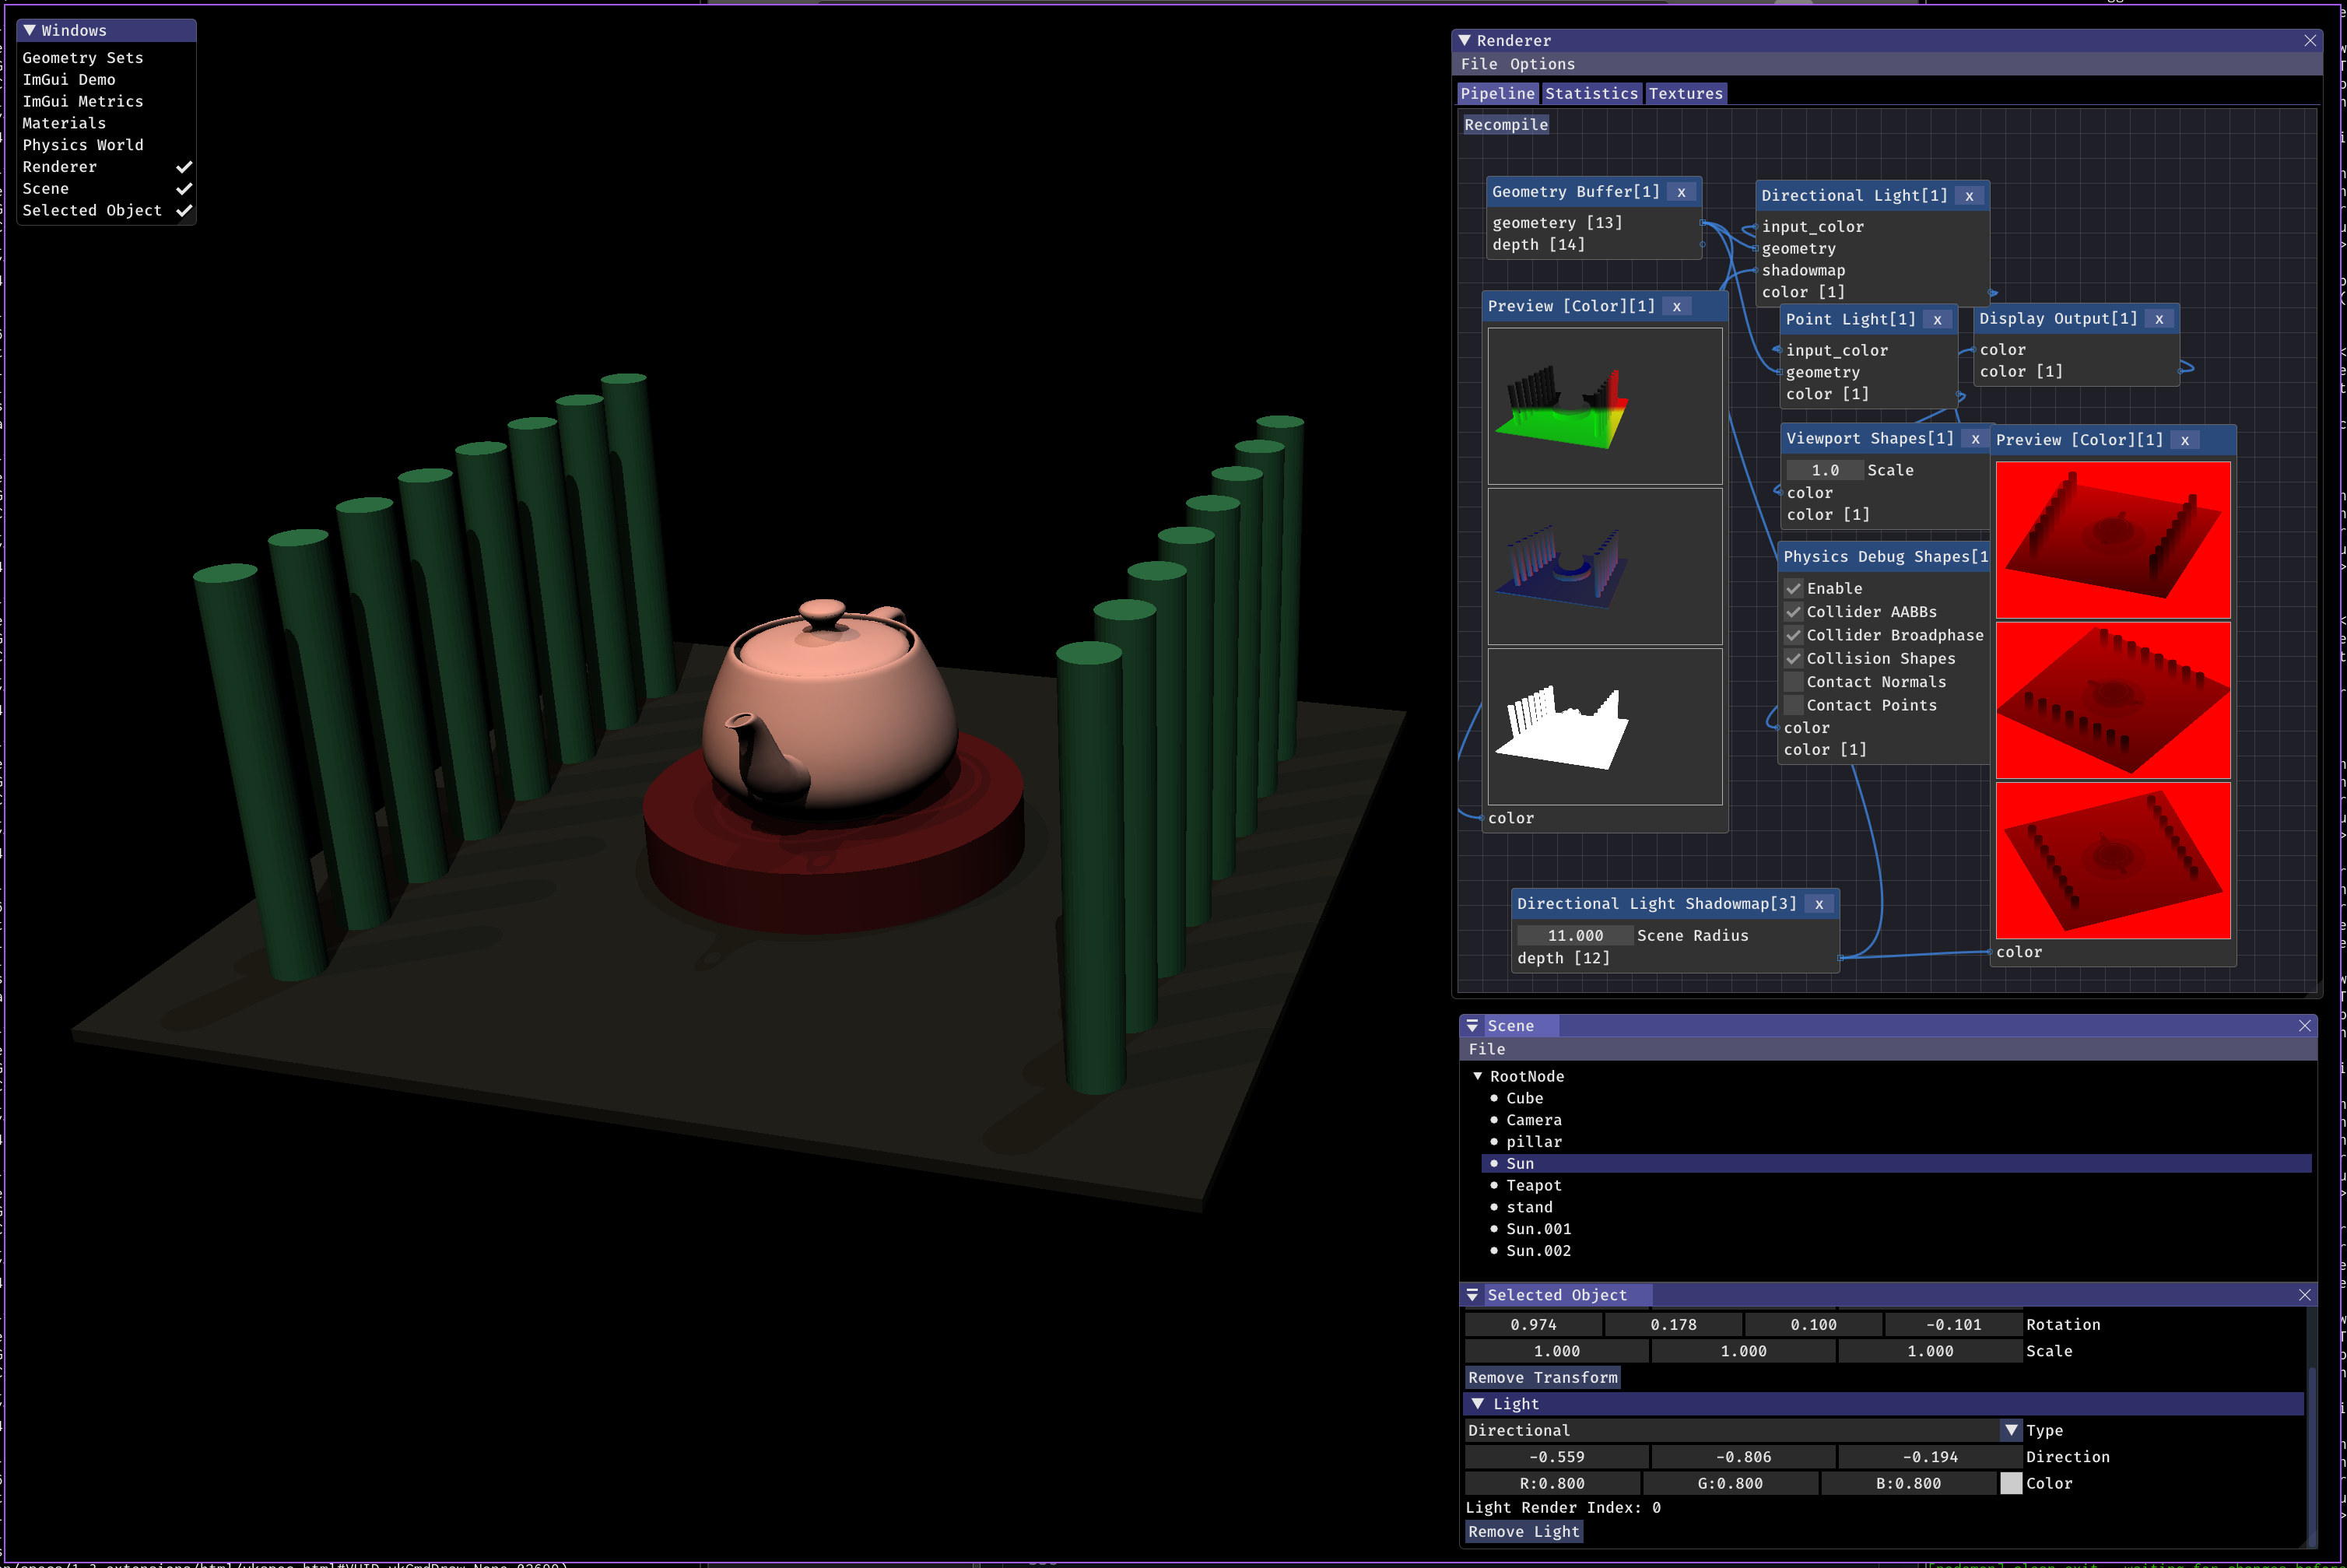 Windows
Geometry Sets
ImGui Demo
ImGui Metrics
Materials
Physics World
Renderer
Scene
Selected Object
Renderer
File Options
Pipeline Statistics Textures
Recompile
Geometry Buffer[1] x
geometery [13]
depth [14]
Directional Light[1] x
input_color
geometry
shadowmap
color [1]
Preview [Color][1] x
color
Point Light[1] x
input_color
geometry
color [1]
Display Output[1] x
color
color [1]
Viewport Shapes[1] x
1.0 Scale
color
color [1]
Preview [Color][1] x
color
Physics Debug Shapes[1
Enable
Collider AABBs
Collider Broadphase
Collision Shapes
Contact Normals
Contact Points
color
color [1]
Directional Light Shadowmap[3] x
11.000 Scene Radius
depth [12]
Scene
File
RootNode
Cube
Camera
pillar
Sun
Teapot
stand
Sun.001
Sun.002
Selected Object
0.974 0.178 0.100 -0.101 Rotation
1.000 1.000 1.000 Scale
Remove Transform
Light
Directional Type
-0.559 -0.806 -0.194 Direction
R:0.800 G:0.800 B:0.800 Color
Light Render Index: 0
Remove Light